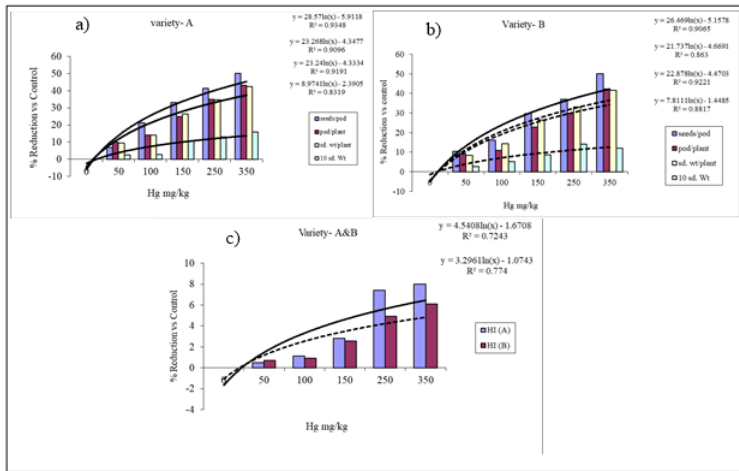 a)
variety- A
y = 28.57ln(x) - 5.9118
R² = 0.9348
y = 23.268ln(x) - 4.3477
R² = 0.9096
y = 23.24ln(x) - 4.3334
R² = 0.9191
y = 8.9741ln(x) - 2.3905
R² = 0.8319
% Reduction vs Control
60
50
40
30
20
10
0
-10
0
50
100
150
250
350
Hg mg/kg
seeds/pod
pod/plant
sd. wt/plant
10 sd. Wt
b)
Variety- B
y = 26.469ln(x) - 5.1578
R² = 0.9065
y = 21.737ln(x) - 4.6691
R² = 0.863
y = 22.878ln(x) - 4.4703
R² = 0.9221
y = 7.8111ln(x) - 1.4485
R² = 0.8817
% Reduction vs control
60
50
40
30
20
10
0
-10
0
50
100
150
250
350
Hg mg/kg
seeds/pod
pod/plant
sd. wt/plant
10 sd. Wt
c)
Variety- A&B
y = 4.5408ln(x) - 1.6708
R² = 0.7243
y = 3.2961ln(x) - 1.0743
R² = 0.774
% Reduction vs Control
10
8
6
4
2
0
-2
-4
0
50
100
150
250
350
Hg mg/kg
HI (A)
HI (B)